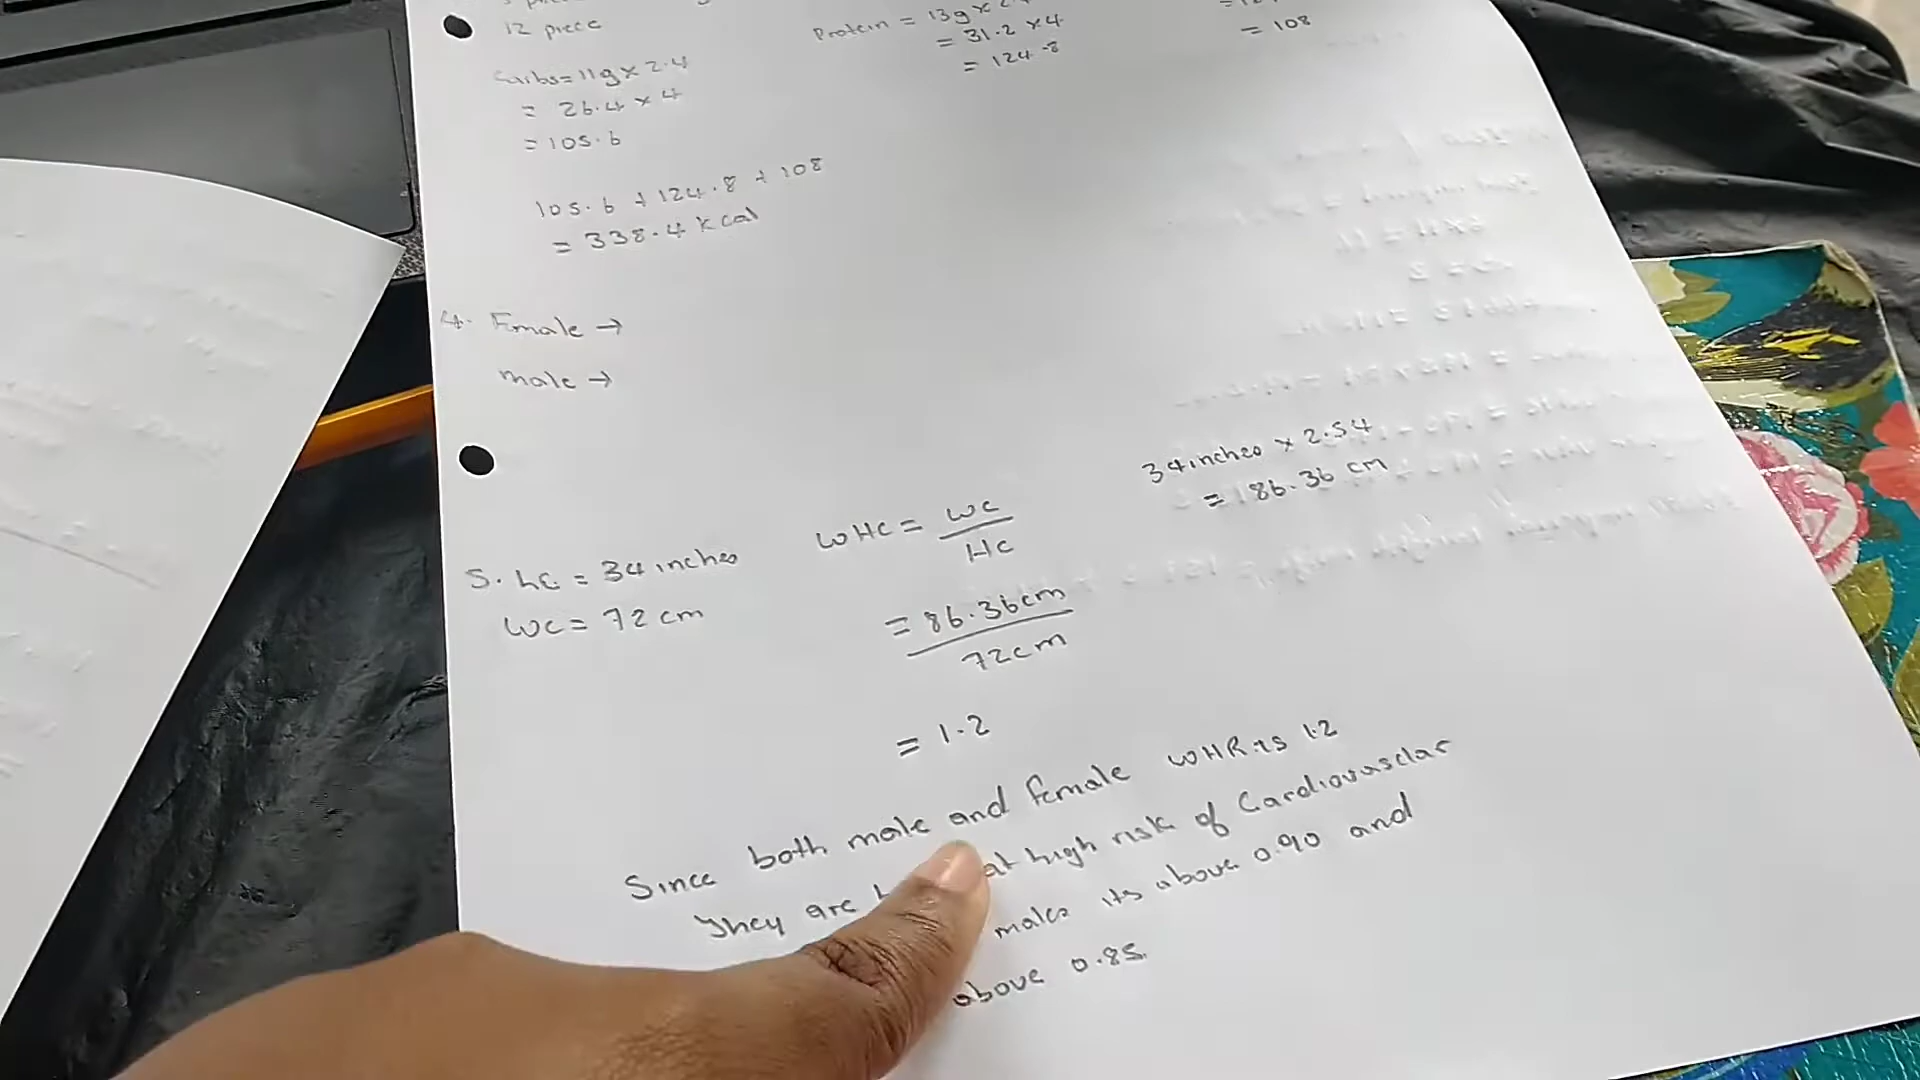 12 piece
Protein = 13g x 2.4
= 31.2 x 4
= 124.8
= 108
Carbs = 11g x 2.4
= 26.4 x 4
= 105.6
105.6 + 124.8 + 108
= 338.4 kcal
4. Female →
male →
34 inches x 2.54
= 86.36 cm
5. hc = 34 inches
WC = 72 cm
WHC = WC
HC
= 86.36cm
72cm
= 1.2
Since both male and female WHR is 1.2
They are at high risk of Cardiovasclar
males its above 0.90 and
above 0.85.